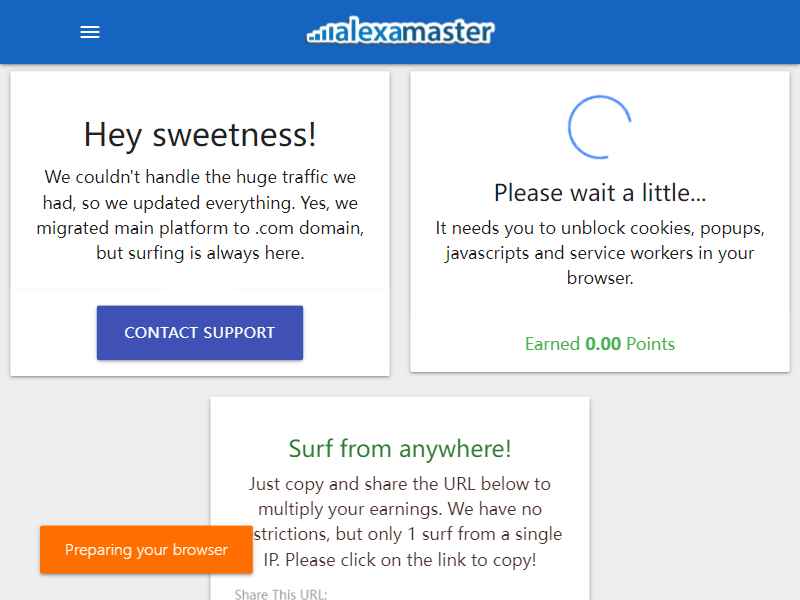 alexamaster
Hey sweetness!
We couldn't handle the huge traffic we
had, so we updated everything. Yes, we
migrated main platform to .com domain,
but surfing is always here.
CONTACT SUPPORT
Please wait a little...
It needs you to unblock cookies, popups,
javascripts and service workers in your
browser.
Earned 0.00 Points
Surf from anywhere!
Just copy and share the URL below to
multiply your earnings. We have no
but only 1 surf from a single
IP. Please click on the link to copy!
Share This URL:
Preparing your browser